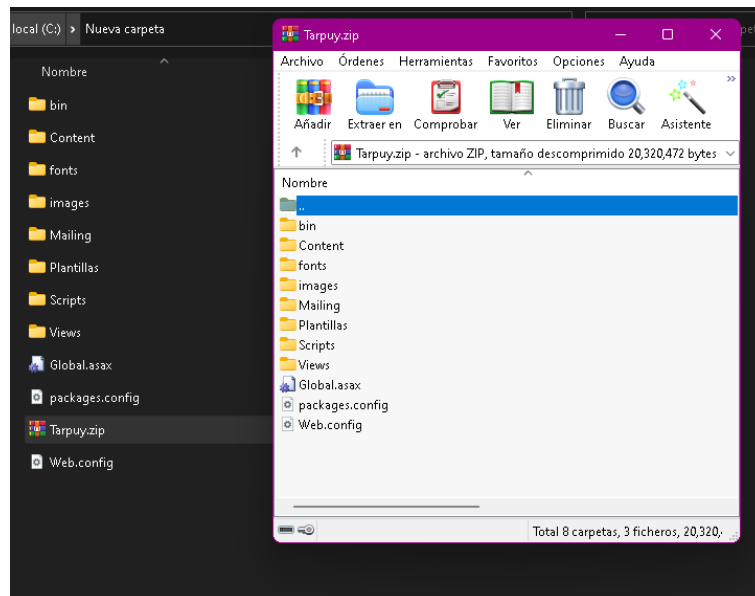 local (C:) > Nueva carpeta
Nombre
bin
Content
fonts
images
Mailing
Plantillas
Scripts
Views
Global.asax
packages.config
Tarpuy.zip
Web.config
Tarpuy.zip
Archivo Órdenes Herramientas Favoritos Opciones Ayuda
Añadir Extraer en Comprobar Ver Eliminar Buscar Asistente
Tarpuy.zip - archivo ZIP, tamaño descomprimido 20,320,472 bytes
Nombre
..
bin
Content
fonts
images
Mailing
Plantillas
Scripts
Views
Global.asax
packages.config
Web.config
Total 8 carpetas, 3 ficheros, 20,320,